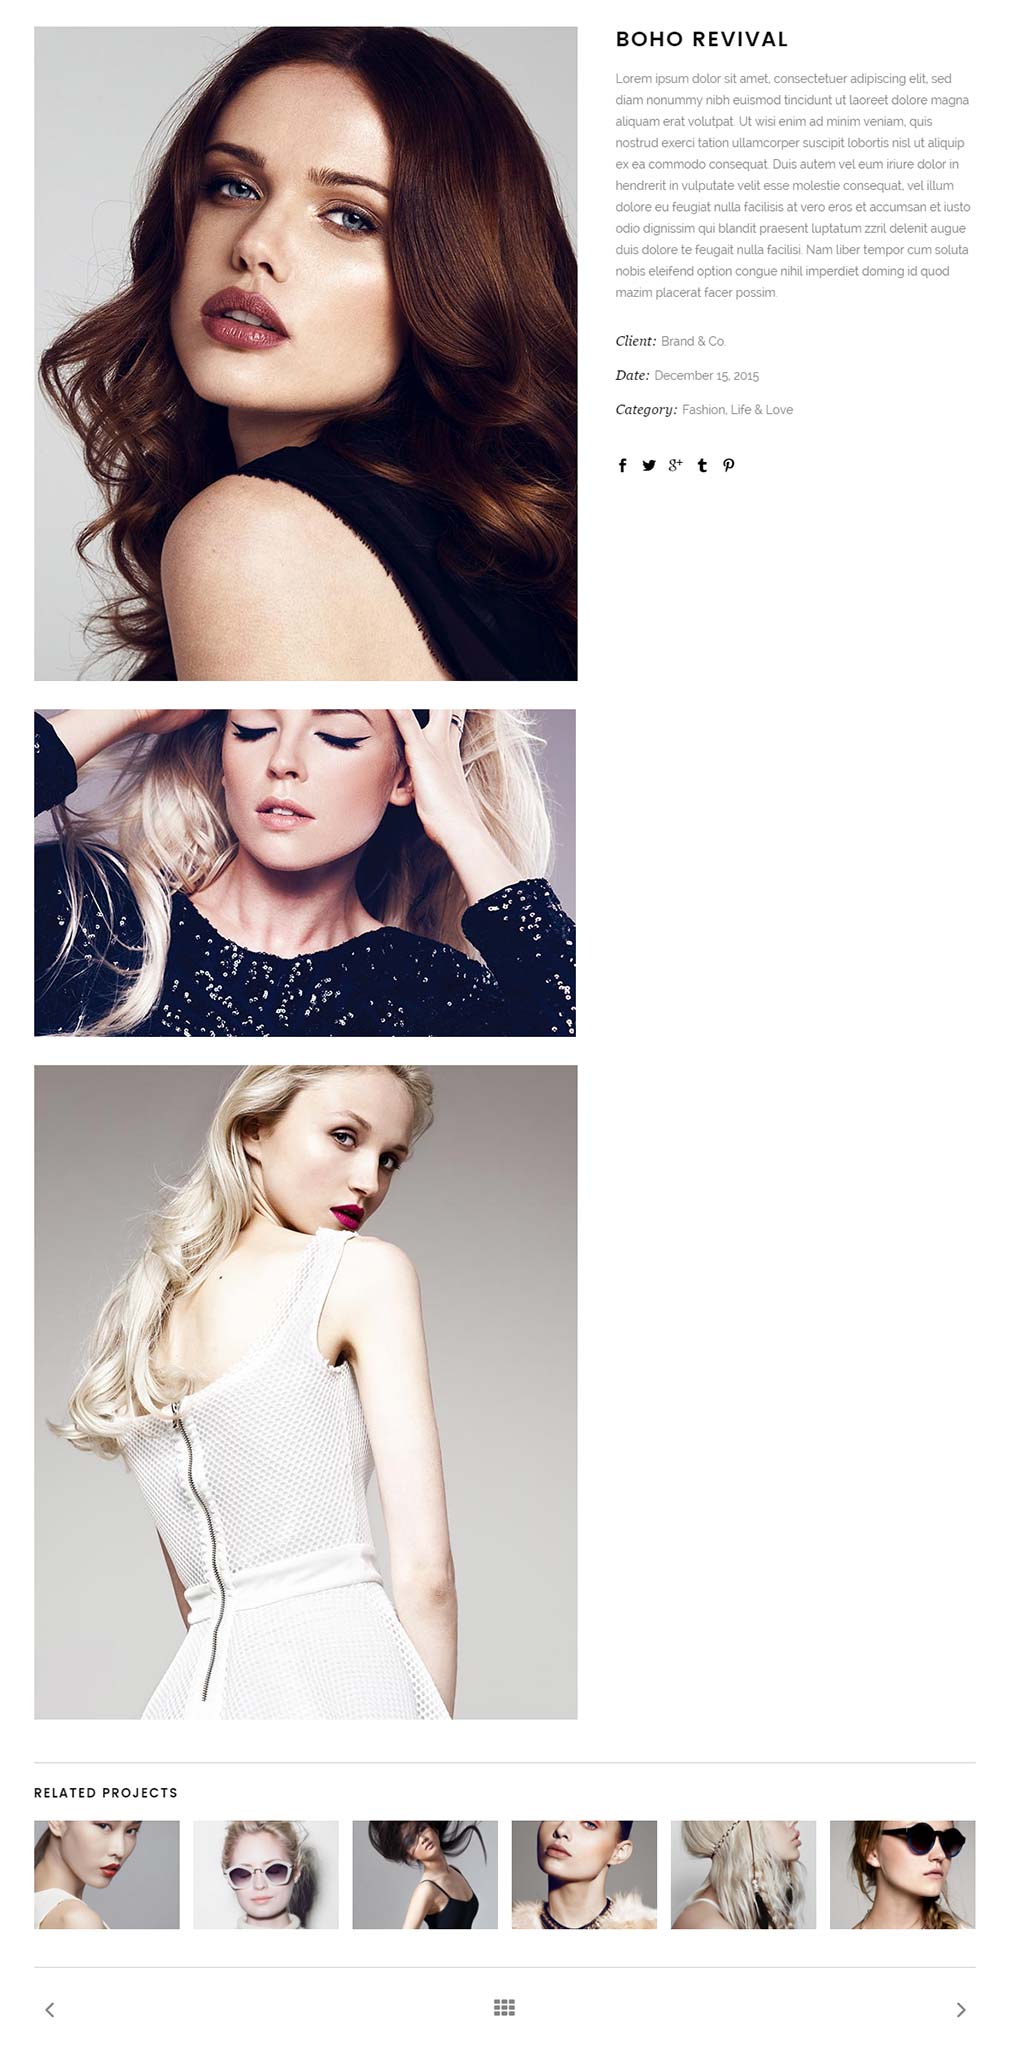 BOHO REVIVAL
Lorem ipsum dolor sit amet, consectetuer adipiscing elit, sed
diam nonummy nibh euismod tincidunt ut laoreet dolore magna
aliquam erat volutpat. Ut wisi enim ad minim veniam, quis
nostrud exerci tation ullamcorper suscipit lobortis nisl ut aliquip
ex ea commodo consequat. Duis autem vel eum iriure dolor in
hendrerit in vulputate velit esse molestie consequat, vel illum
dolore eu feugiat nulla facilisis at vero eros et accumsan et iusto
odio dignissim qui blandit praesent luptatum zzril delenit augue
duis dolore te feugait nulla facilisi. Nam liber tempor cum soluta
nobis eleifend option congue nihil imperdiet doming id quod
mazim placerat facer possim.
Client: Brand & Co.
Date: December 15, 2015
Category: Fashion, Life & Love
RELATED PROJECTS